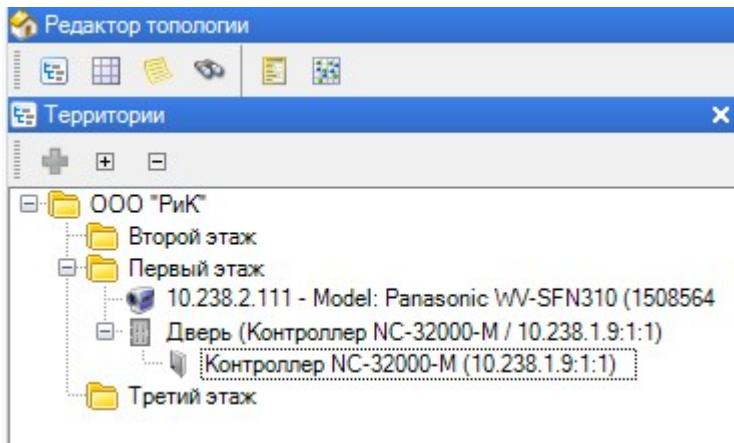 Редактор топологии
Территории
ООО "РиК"
Второй этаж
Первый этаж
10.238.2.111 - Model: Panasonic WV-SFN310 (1508564
Дверь (Контроллер NC-32000-M / 10.238.1.9:1:1)
Контроллер NC-32000-M (10.238.1.9:1:1)
Третий этаж